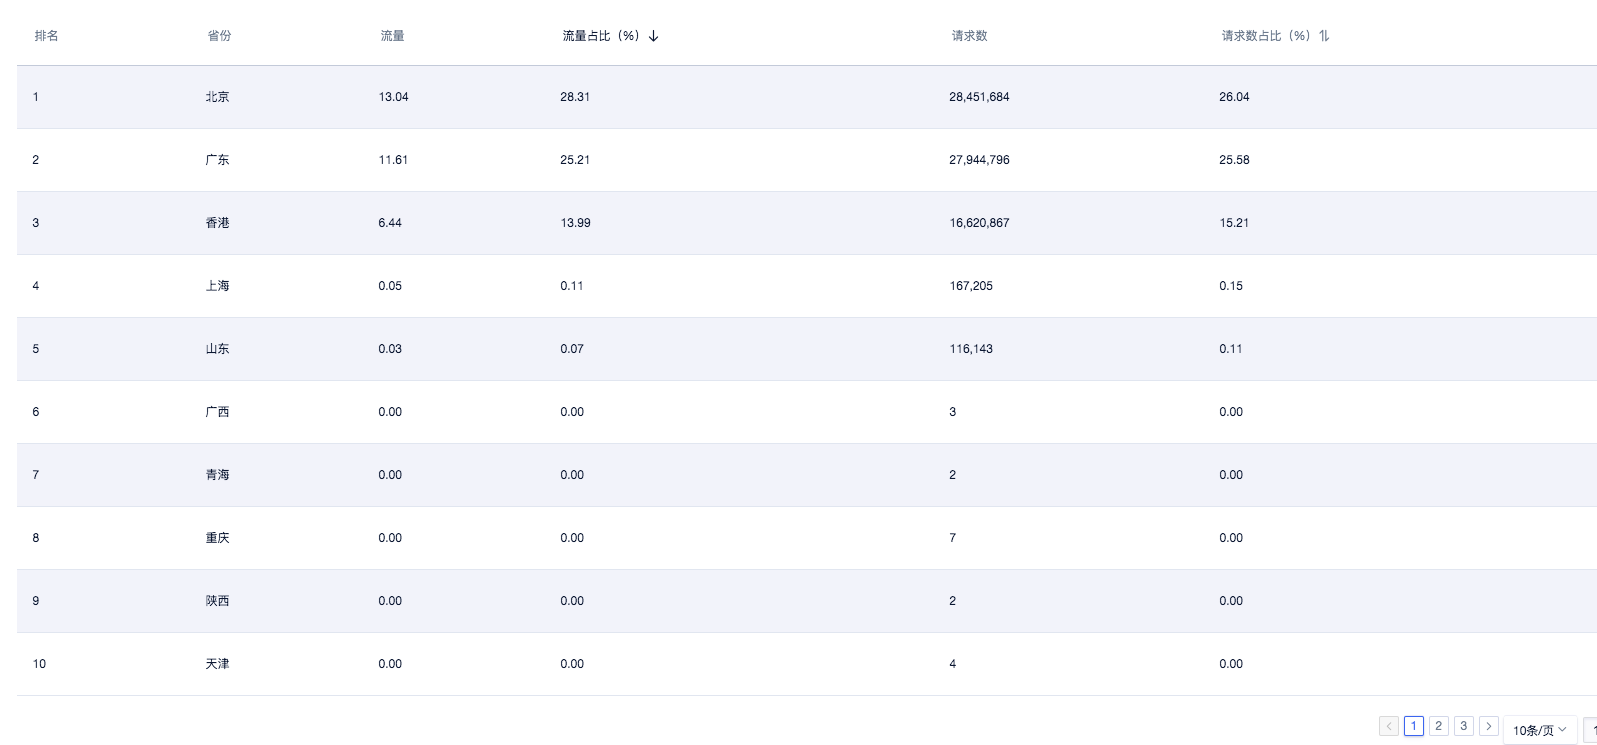 排名 省份 流量 流量占比（%） 请求数 请求数占比（%）
1 北京 13.04 28.31 28,451,684 26.04
2 广东 11.61 25.21 27,944,796 25.58
3 香港 6.44 13.99 16,620,867 15.21
4 上海 0.05 0.11 167,205 0.15
5 山东 0.03 0.07 116,143 0.11
6 广西 0.00 0.00 3 0.00
7 青海 0.00 0.00 2 0.00
8 重庆 0.00 0.00 7 0.00
9 陕西 0.00 0.00 2 0.00
10 天津 0.00 0.00 4 0.00
1 2 3 10条/页